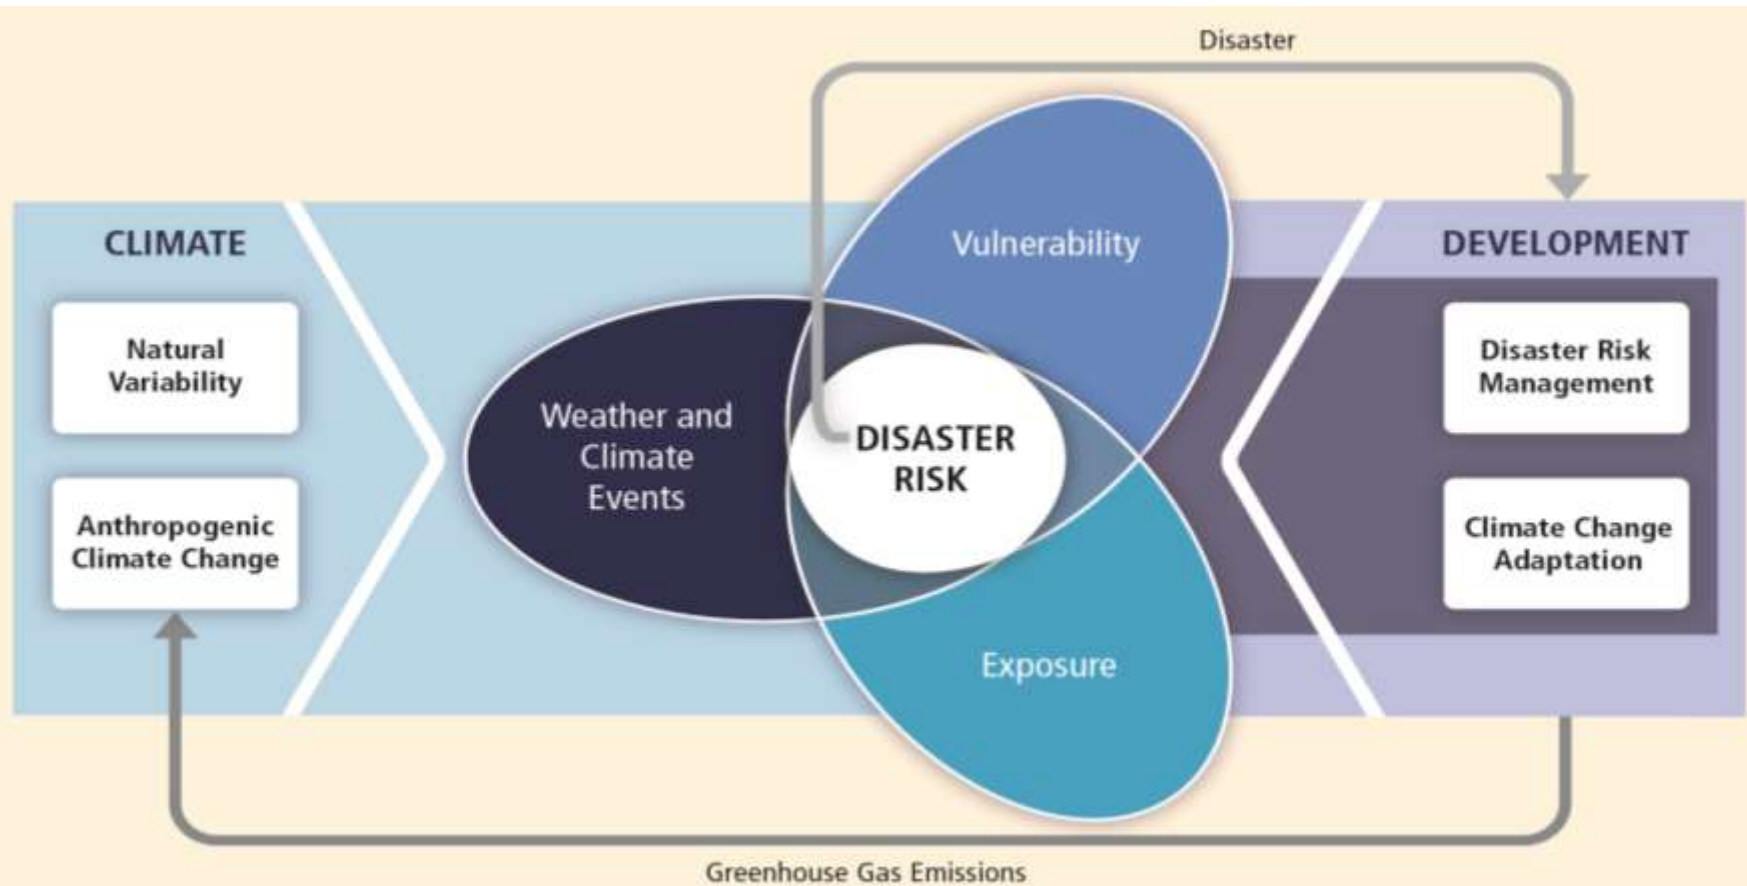 Disaster
CLIMATE
Natural
Variability
Anthropogenic
Climate Change
Weather and
Climate
Events
Vulnerability
DISASTER
RISK
Exposure
DEVELOPMENT
Disaster Risk
Management
Climate Change
Adaptation
Greenhouse Gas Emissions